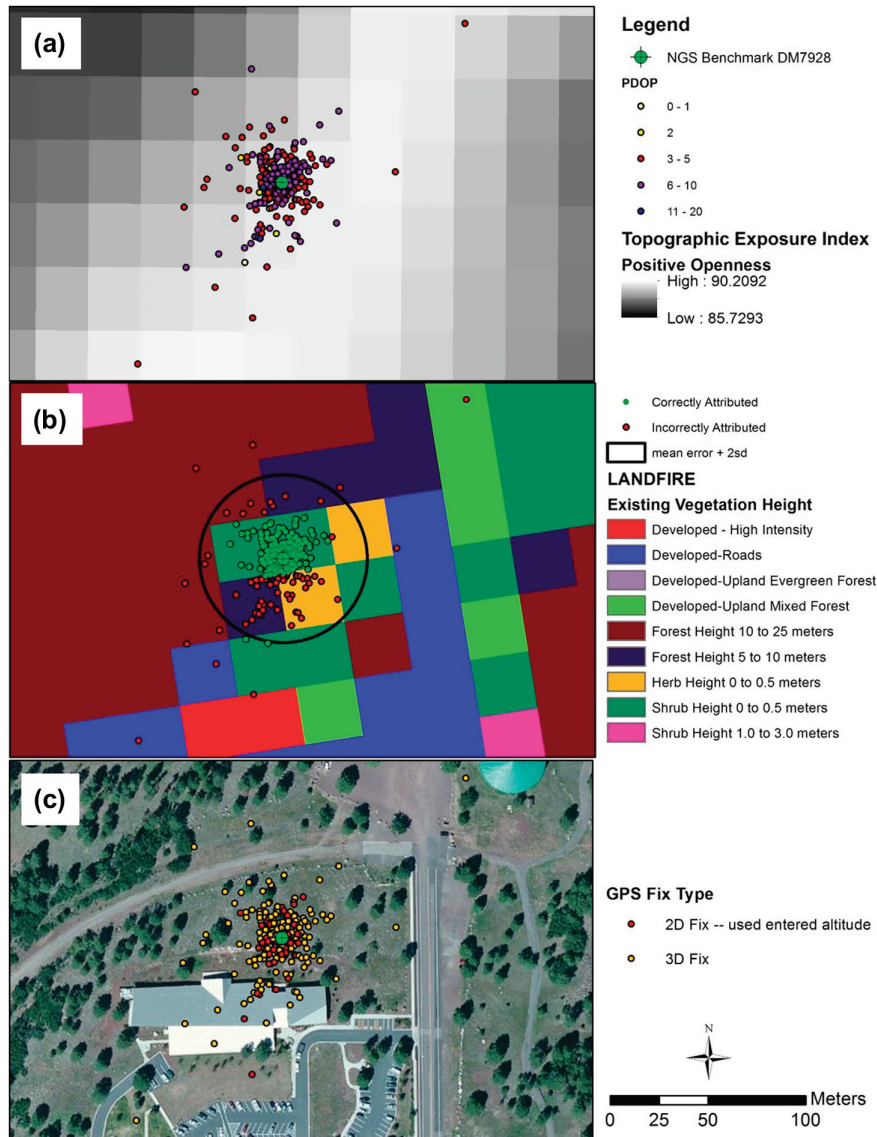 (a)
Legend
NGS Benchmark DM7928
PDOP
0 - 1
2
3 - 5
6 - 10
11 - 20
Topographic Exposure Index
Positive Openness
High : 90.2092
Low : 85.7293
(b)
Correctly Attributed
Incorrectly Attributed
mean error + 2sd
LANDFIRE
Existing Vegetation Height
Developed - High Intensity
Developed-Roads
Developed-Upland Evergreen Forest
Developed-Upland Mixed Forest
Forest Height 10 to 25 meters
Forest Height 5 to 10 meters
Herb Height 0 to 0.5 meters
Shrub Height 0 to 0.5 meters
Shrub Height 1.0 to 3.0 meters
(c)
GPS Fix Type
2D Fix -- used entered altitude
3D Fix
N
Meters
0 25 50 100